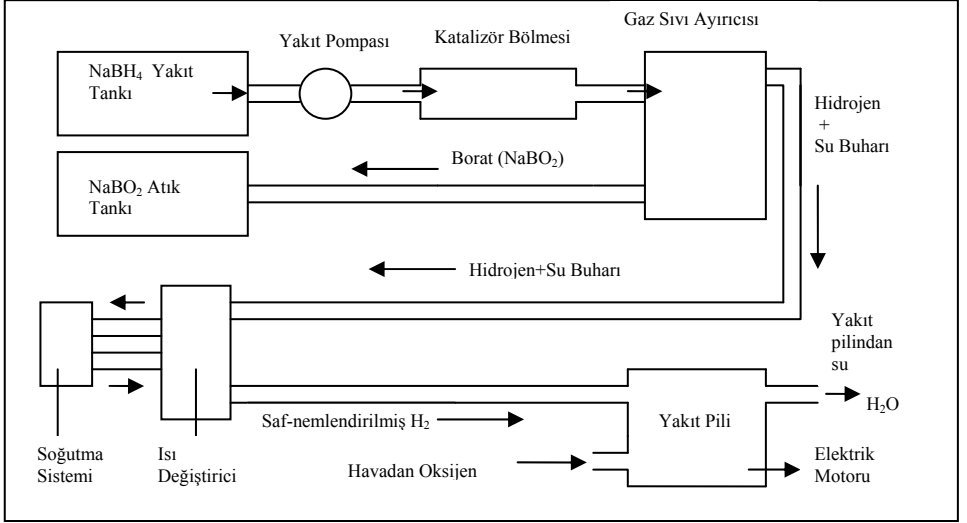 Gaz Sıvı Ayırıcısı
Yakıt Pompası
Katalizör Bölmesi
NaBH₄ Yakıt
Tankı
Hidrojen
+
Su Buharı
Borat (NaBO₂)
NaBO₂ Atık
Tankı
Hidrojen+Su Buharı
Yakıt
pilindan
su
H₂O
Saf-nemlendirilmiş H₂
Yakıt Pili
Soğutma
Sistemi
Isı
Değiştirici
Havadan Oksijen
Elektrik
Motoru